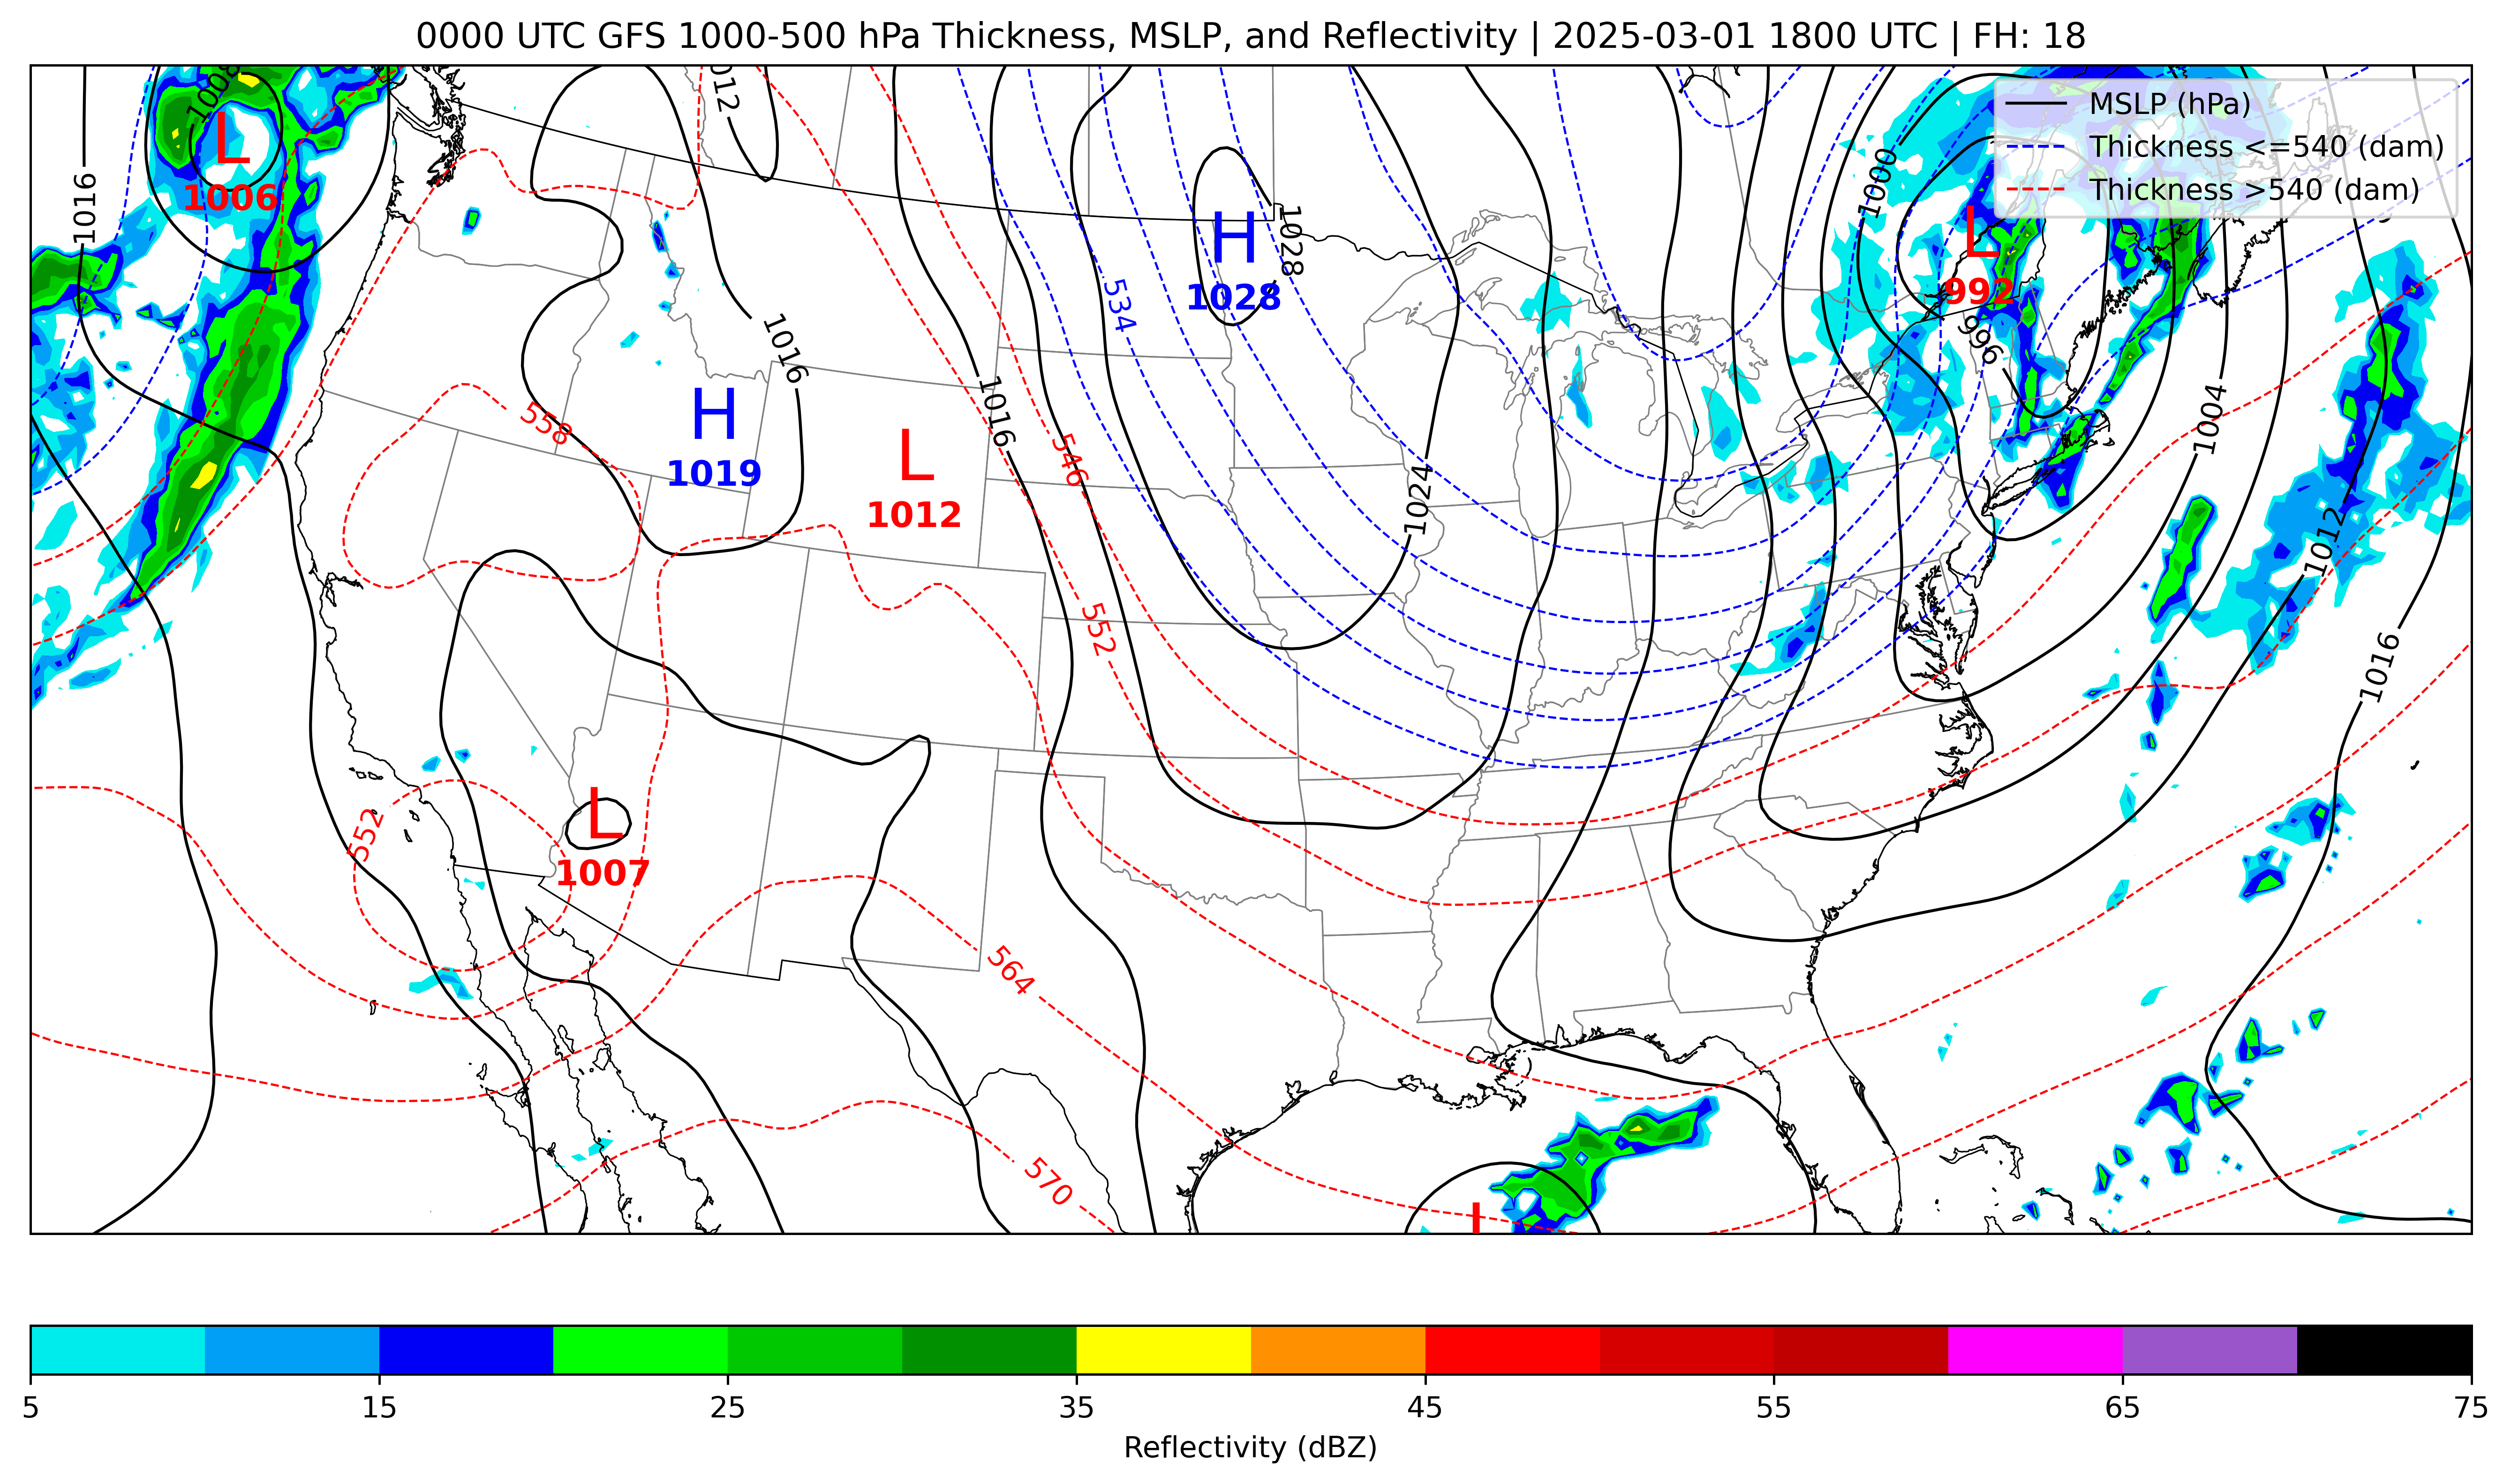 0000 UTC GFS 1000-500 hPa Thickness, MSLP, and Reflectivity | 2025-03-01 1800 UTC | FH: 18
MSLP (hPa)
Thickness <=540 (dam)
Thickness >540 (dam)
1008
1012
1016
L
1006
1000
H
1028
1028
L
992
534
996
1016
H
1019
1016
558
L
1012
546
1004
1024
1012
552
1016
L
1007
552
564
570
L
5 15 25 35 45 55 65 75
Reflectivity (dBZ)